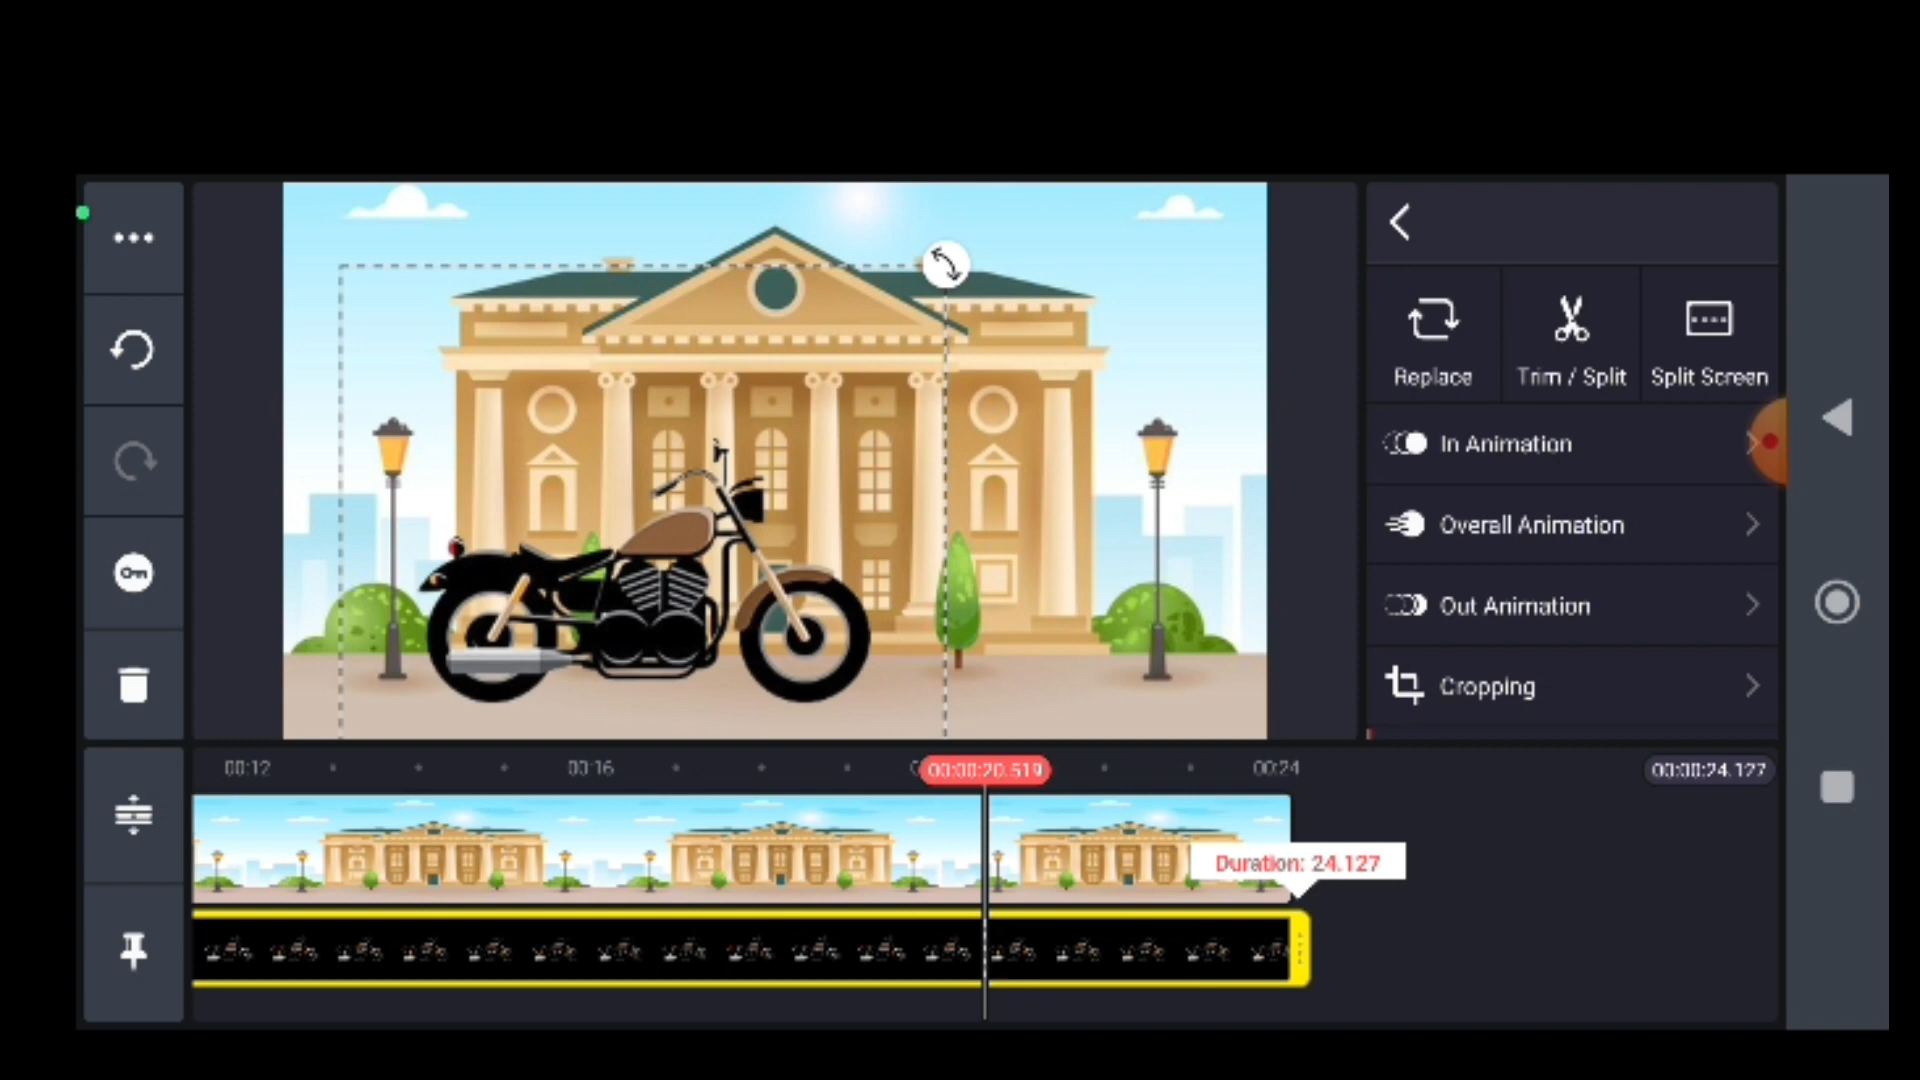 Replace
Trim / Split
Split Screen
In Animation
Overall Animation
Out Animation
Cropping
00:12
00:16
00:00:20.519
00:24
00:00:24.127
Duration: 24.127